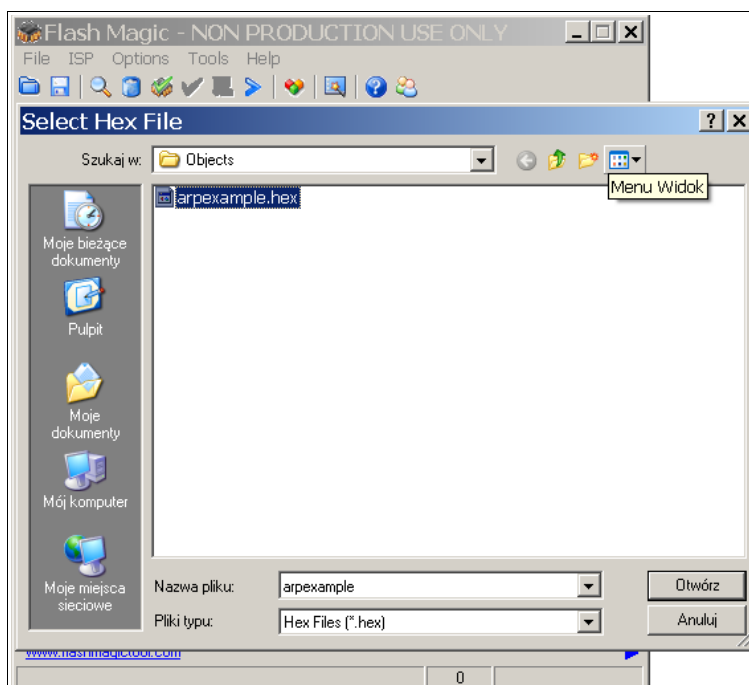 Flash Magic - NON PRODUCTION USE ONLY
File ISP Options Tools Help
Select Hex File
Szukaj w: Objects
Menu Widok
arpexample.hex
Moje bieżące
dokumenty
Pulpit
Moje
dokumenty
Mój komputer
Moje miejsca
sieciowe
Nazwa pliku: arpexample Otwórz
Pliki typu: Hex Files (*.hex) Anuluj
www.flashmagictool.com
0